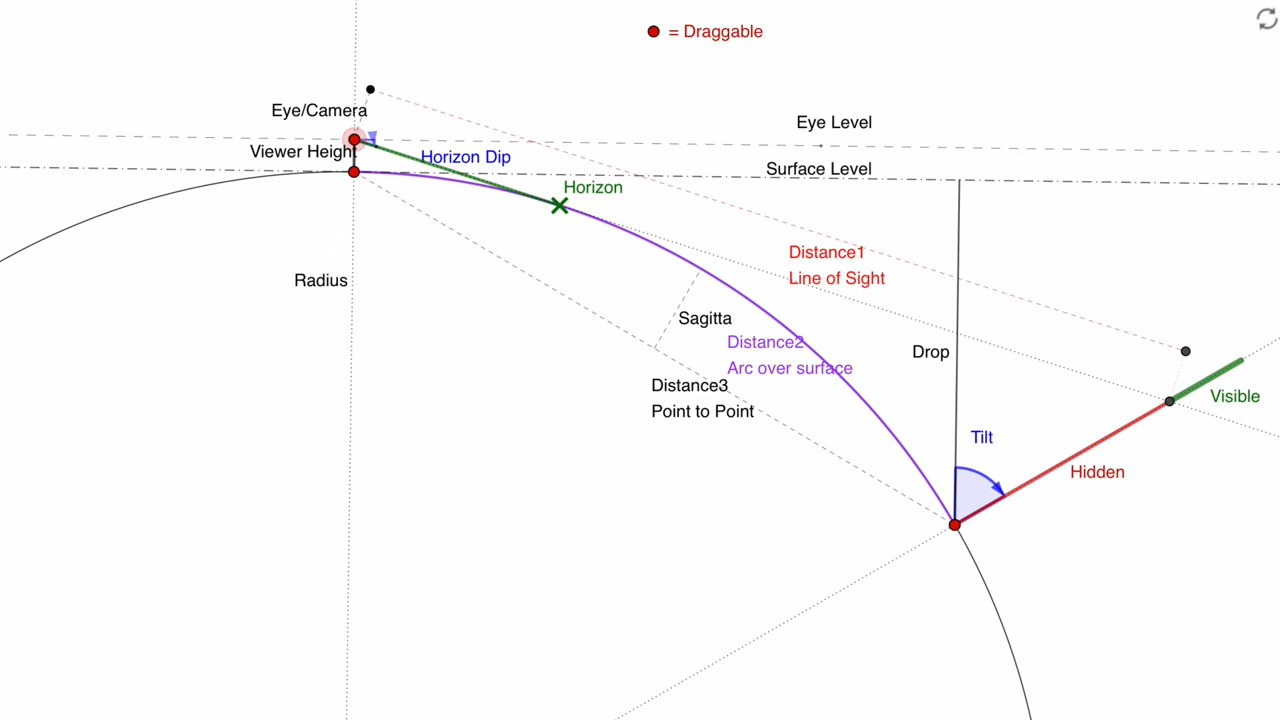 = Draggable
Eye/Camera
Eye Level
Viewer Height
Horizon Dip
Surface Level
Horizon
Distance1
Line of Sight
Radius
Sagitta
Distance2
Arc over surface
Drop
Distance3
Point to Point
Visible
Tilt
Hidden